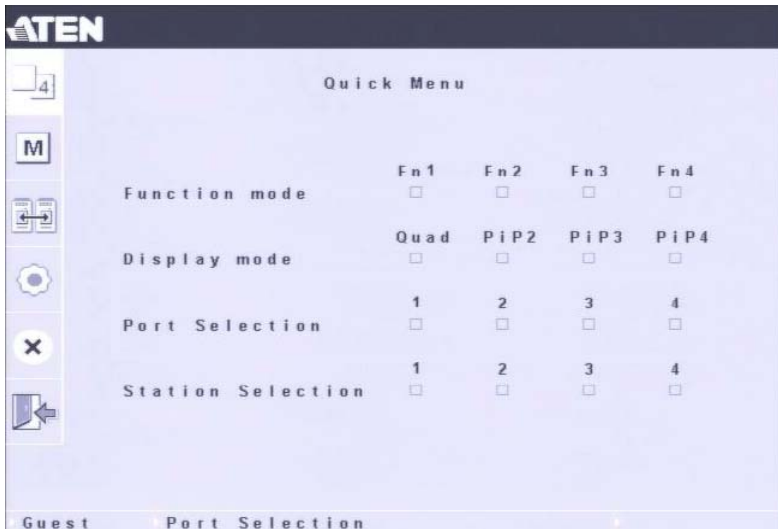 ATEN
4
Quick Menu
M
Fn1 Fn2 Fn3 Fn4
Function mode
Quad PiP2 PiP3 PiP4
Display mode
1 2 3 4
Port Selection
1 2 3 4
Station Selection
Guest Port Selection